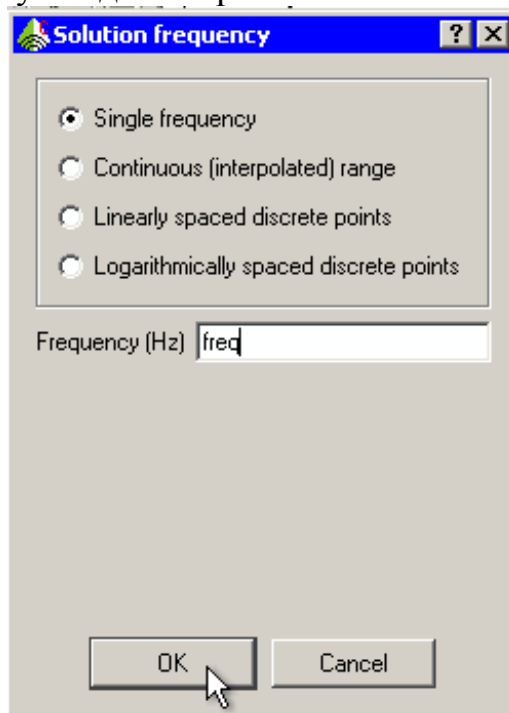 Solution frequency
Single frequency
Continuous (interpolated) range
Linearly spaced discrete points
Logarithmically spaced discrete points
Frequency (Hz) freq
OK Cancel